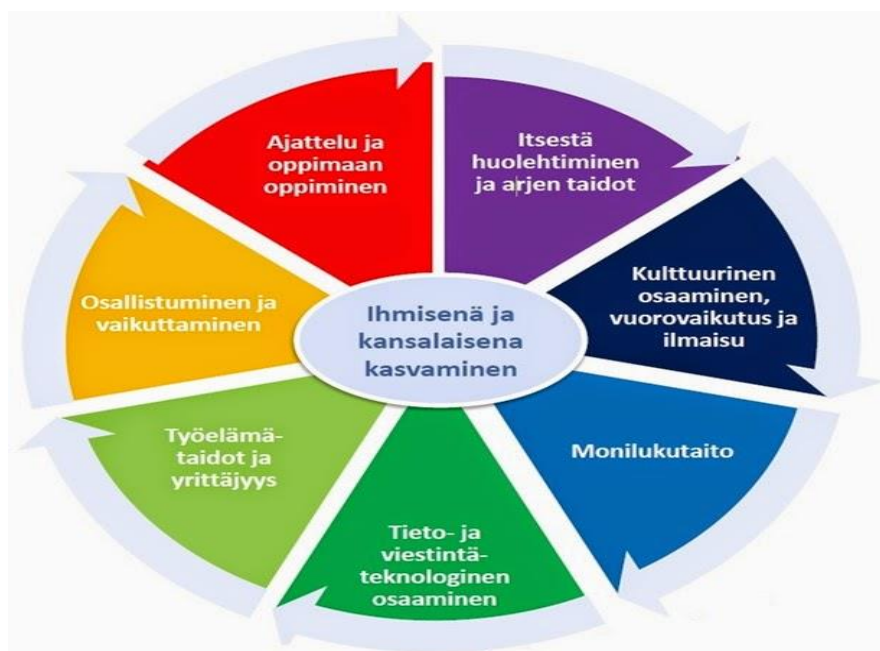 Ajattelu ja
oppimaan
oppiminen
Itsestä
huolehtiminen
ja arjen taidot
Kulttuurinen
osaaminen,
vuorovaikutus ja
ilmaisu
Monilukutaito
Tieto- ja
viestintä-
teknologinen
osaaminen
Työelämä-
taidot ja
yrittäjyys
Osallistuminen ja
vaikuttaminen
Ihmisenä ja
kansalaisena
kasvaminen